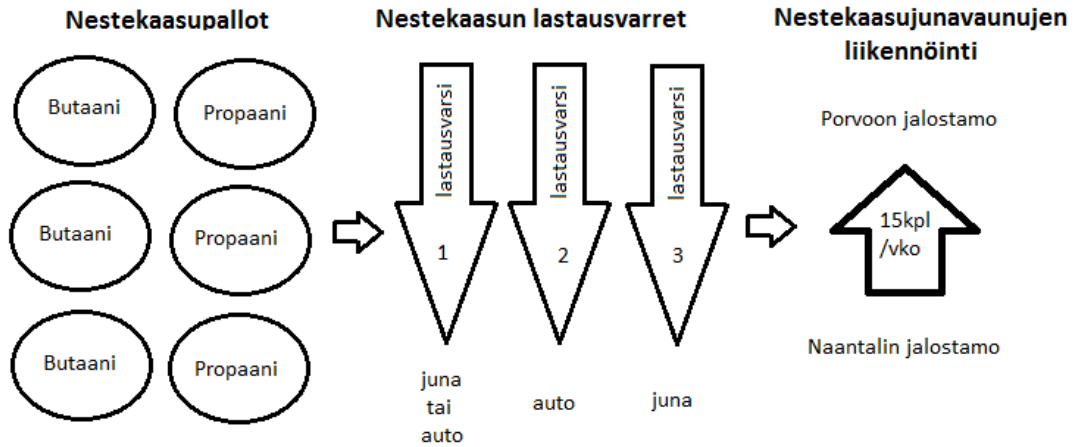 Nestekaasupallot
Butaani
Propaani
Butaani
Propaani
Butaani
Propaani
Nestekaasun lastausvarret
lastausvarsi
1
juna
tai
auto
lastausvarsi
2
auto
lastausvarsi
3
juna
Nestekaasujunavaunujen
liikennöinti
Porvoon jalostamo
15kpl
/vko
Naantalin jalostamo